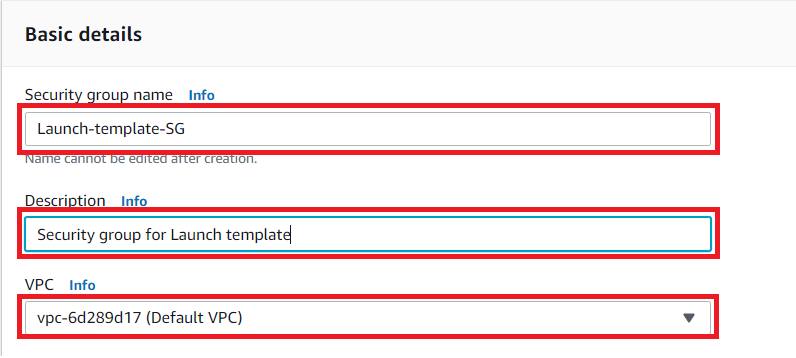 Basic details
Security group name Info
Launch-template-SG
Name cannot be edited after creation.
Description Info
Security group for Launch template
VPC Info
vpc-6d289d17 (Default VPC)